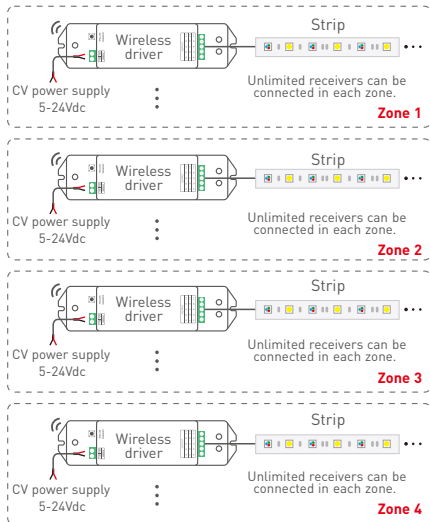 Strip
Wireless
driver
CV power supply
5-24Vdc
Unlimited receivers can be
connected in each zone.
Zone 1
Strip
Wireless
driver
CV power supply
5-24Vdc
Unlimited receivers can be
connected in each zone.
Zone 2
Strip
Wireless
driver
CV power supply
5-24Vdc
Unlimited receivers can be
connected in each zone.
Zone 3
Strip
Wireless
driver
CV power supply
5-24Vdc
Unlimited receivers can be
connected in each zone.
Zone 4